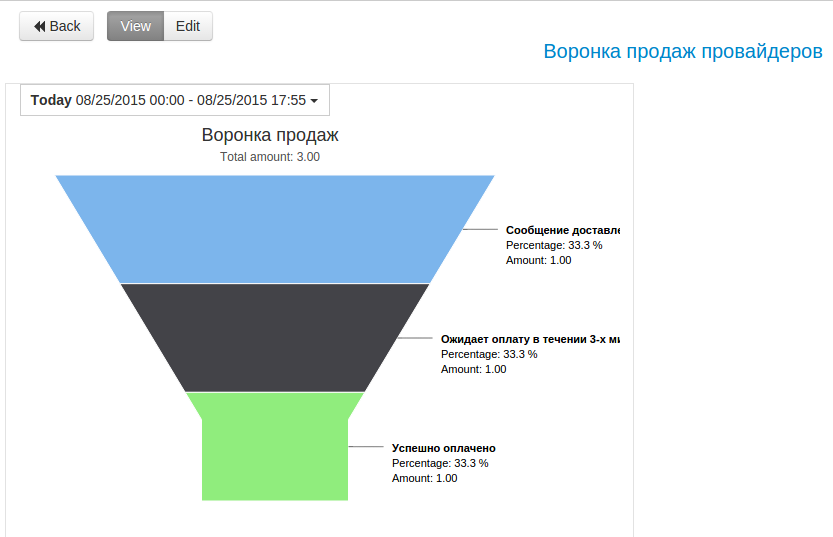 Back
View
Edit
Воронка продаж провайдеров
Today 08/25/2015 00:00 - 08/25/2015 17:55
Воронка продаж
Total amount: 3.00
Сообщение доставле
Percentage: 33.3 %
Amount: 1.00
Ожидает оплату в течении 3-х ми
Percentage: 33.3 %
Amount: 1.00
Успешно оплачено
Percentage: 33.3 %
Amount: 1.00